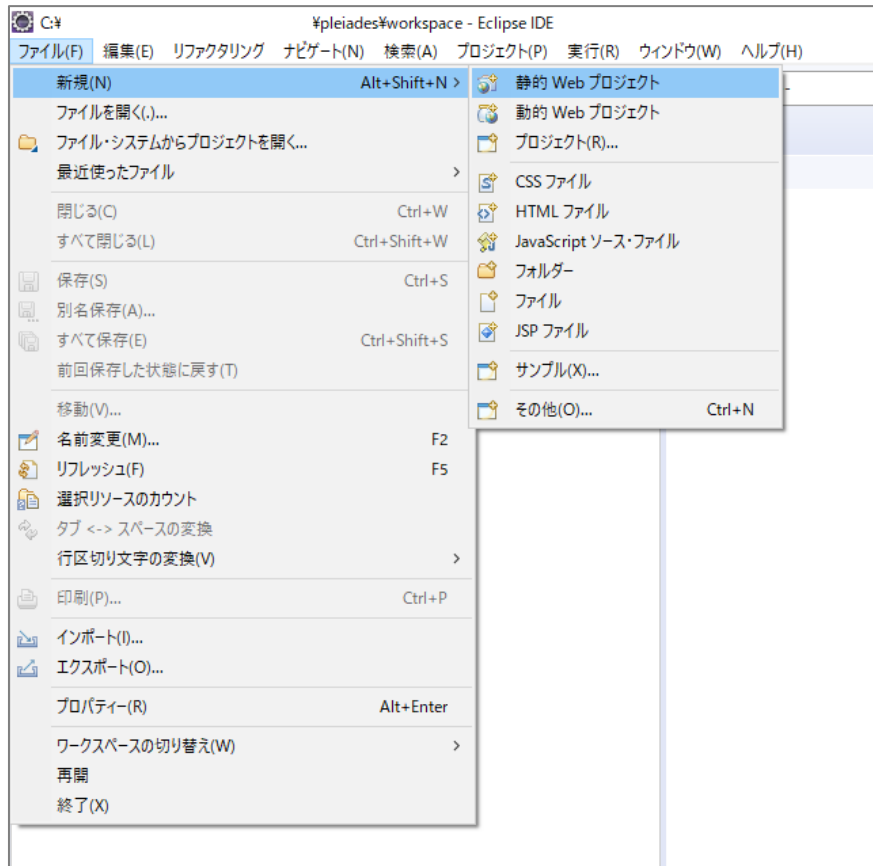 C:¥ ¥pleiades¥workspace - Eclipse IDE
ファイル(F) 編集(E) リファクタリング ナビゲート(N) 検索(A) プロジェクト(P) 実行(R) ウィンドウ(W) ヘルプ(H)
新規(N) Alt+Shift+N >
ファイルを開く(.)...
ファイル・システムからプロジェクトを開く...
最近使ったファイル >
閉じる(C) Ctrl+W
すべて閉じる(L) Ctrl+Shift+W
保存(S) Ctrl+S
別名保存(A)...
すべて保存(E) Ctrl+Shift+S
前回保存した状態に戻す(T)
移動(V)...
名前変更(M)... F2
リフレッシュ(F) F5
選択リソースのカウント
タブ <-> スペースの変換
行区切り文字の変換(V) >
印刷(P)... Ctrl+P
インポート(I)...
エクスポート(O)...
プロパティー(R) Alt+Enter
ワークスペースの切り替え(W) >
再開
終了(X)
静的 Web プロジェクト
動的 Web プロジェクト
プロジェクト(R)...
CSS ファイル
HTML ファイル
JavaScript ソース・ファイル
フォルダー
ファイル
JSP ファイル
サンプル(X)...
その他(O)... Ctrl+N